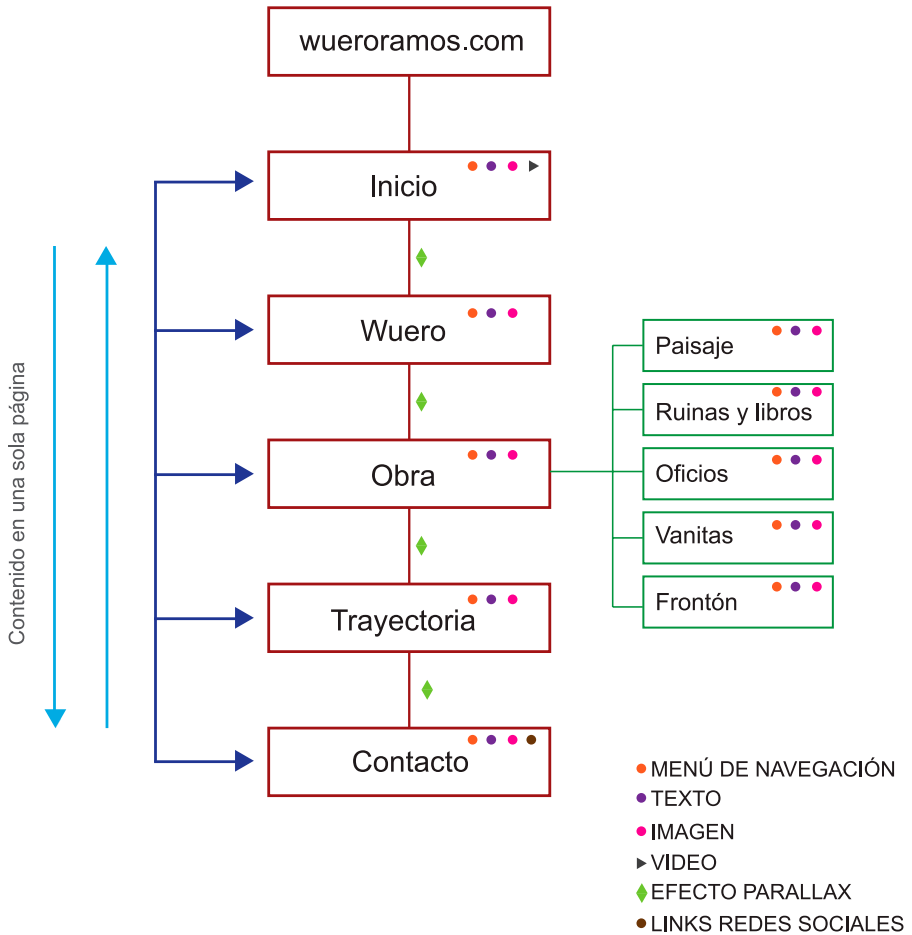 wueroramos.com
Inicio
Wuero
Obra
Trayectoria
Contacto
Paisaje
Ruinas y libros
Oficios
Vanitas
Frontón
Contenido en una sola página
MENÚ DE NAVEGACIÓN
TEXTO
IMAGEN
VIDEO
EFECTO PARALLAX
LINKS REDES SOCIALES